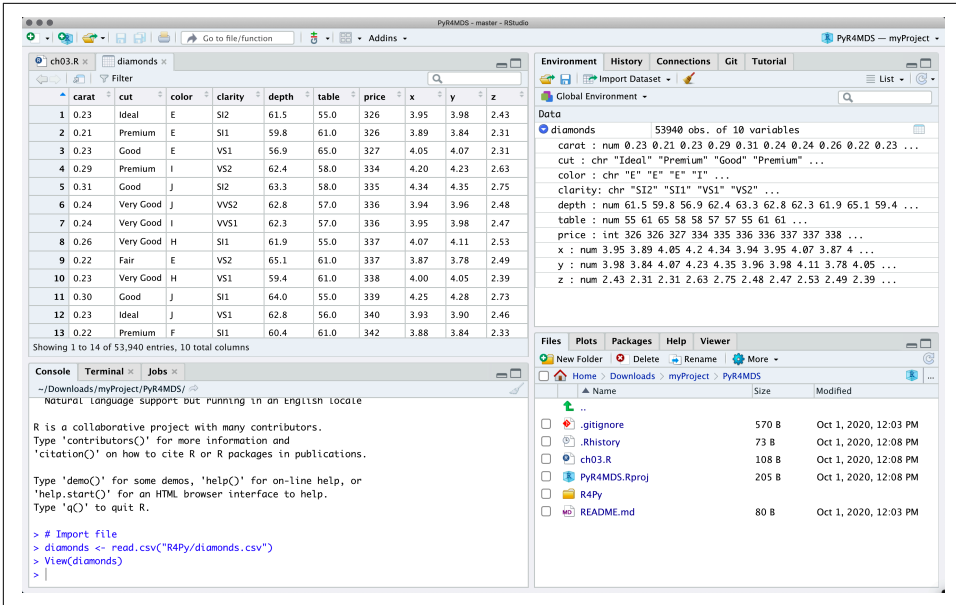 PyR4MDS - master - RStudio
Go to file/function Addins PyR4MDS — myProject
ch03.R × diamonds ×
Filter
carat cut color clarity depth table price x y z
1 0.23 Ideal E SI2 61.5 55.0 326 3.95 3.98 2.43
2 0.21 Premium E SI1 59.8 61.0 326 3.89 3.84 2.31
3 0.23 Good E VS1 56.9 65.0 327 4.05 4.07 2.31
4 0.29 Premium I VS2 62.4 58.0 334 4.20 4.23 2.63
5 0.31 Good J SI2 63.3 58.0 335 4.34 4.35 2.75
6 0.24 Very Good J VVS2 62.8 57.0 336 3.94 3.96 2.48
7 0.24 Very Good I VVS1 62.3 57.0 336 3.95 3.98 2.47
8 0.26 Very Good H SI1 61.9 55.0 337 4.07 4.11 2.53
9 0.22 Fair E VS2 65.1 61.0 337 3.87 3.78 2.49
10 0.23 Very Good H VS1 59.4 61.0 338 4.00 4.05 2.39
11 0.30 Good J SI1 64.0 55.0 339 4.25 4.28 2.73
12 0.23 Ideal J VS1 62.8 56.0 340 3.93 3.90 2.46
13 0.22 Premium F SI1 60.4 61.0 342 3.88 3.84 2.33
Showing 1 to 14 of 53,940 entries, 10 total columns
Console Terminal × Jobs ×
~/Downloads/myProject/PyR4MDS/
Natural language support but running in an English locale
R is a collaborative project with many contributors.
Type 'contributors()' for more information and
'citation()' on how to cite R or R packages in publications.
Type 'demo()' for some demos, 'help()' for on-line help, or
'help.start()' for an HTML browser interface to help.
Type 'q()' to quit R.
> # Import file
> diamonds <- read.csv("R4Py/diamonds.csv")
> View(diamonds)
>
Environment History Connections Git Tutorial
Import Dataset List
Global Environment
Data
diamonds 53940 obs. of 10 variables
carat : num 0.23 0.21 0.23 0.29 0.31 0.24 0.24 0.26 0.22 0.23 ...
cut : chr "Ideal" "Premium" "Good" "Premium" ...
color : chr "E" "E" "E" "I" ...
clarity: chr "SI2" "SI1" "VS1" "VS2" ...
depth : num 61.5 59.8 56.9 62.4 63.3 62.8 62.3 61.9 65.1 59.4 ...
table : num 55 61 65 58 58 57 57 55 61 61 ...
price : int 326 326 327 334 335 336 336 337 337 338 ...
x : num 3.95 3.89 4.05 4.2 4.34 3.94 3.95 4.07 3.87 4 ...
y : num 3.98 3.84 4.07 4.23 4.35 3.96 3.98 4.11 3.78 4.05 ...
z : num 2.43 2.31 2.31 2.63 2.75 2.48 2.47 2.53 2.49 2.39 ...
Files Plots Packages Help Viewer
New Folder Delete Rename More
Home > Downloads > myProject > PyR4MDS ...
Name Size Modified
..
.gitignore 570 B Oct 1, 2020, 12:03 PM
.Rhistory 73 B Oct 1, 2020, 12:08 PM
ch03.R 108 B Oct 1, 2020, 12:08 PM
PyR4MDS.Rproj 205 B Oct 1, 2020, 12:08 PM
R4Py
README.md 80 B Oct 1, 2020, 12:03 PM